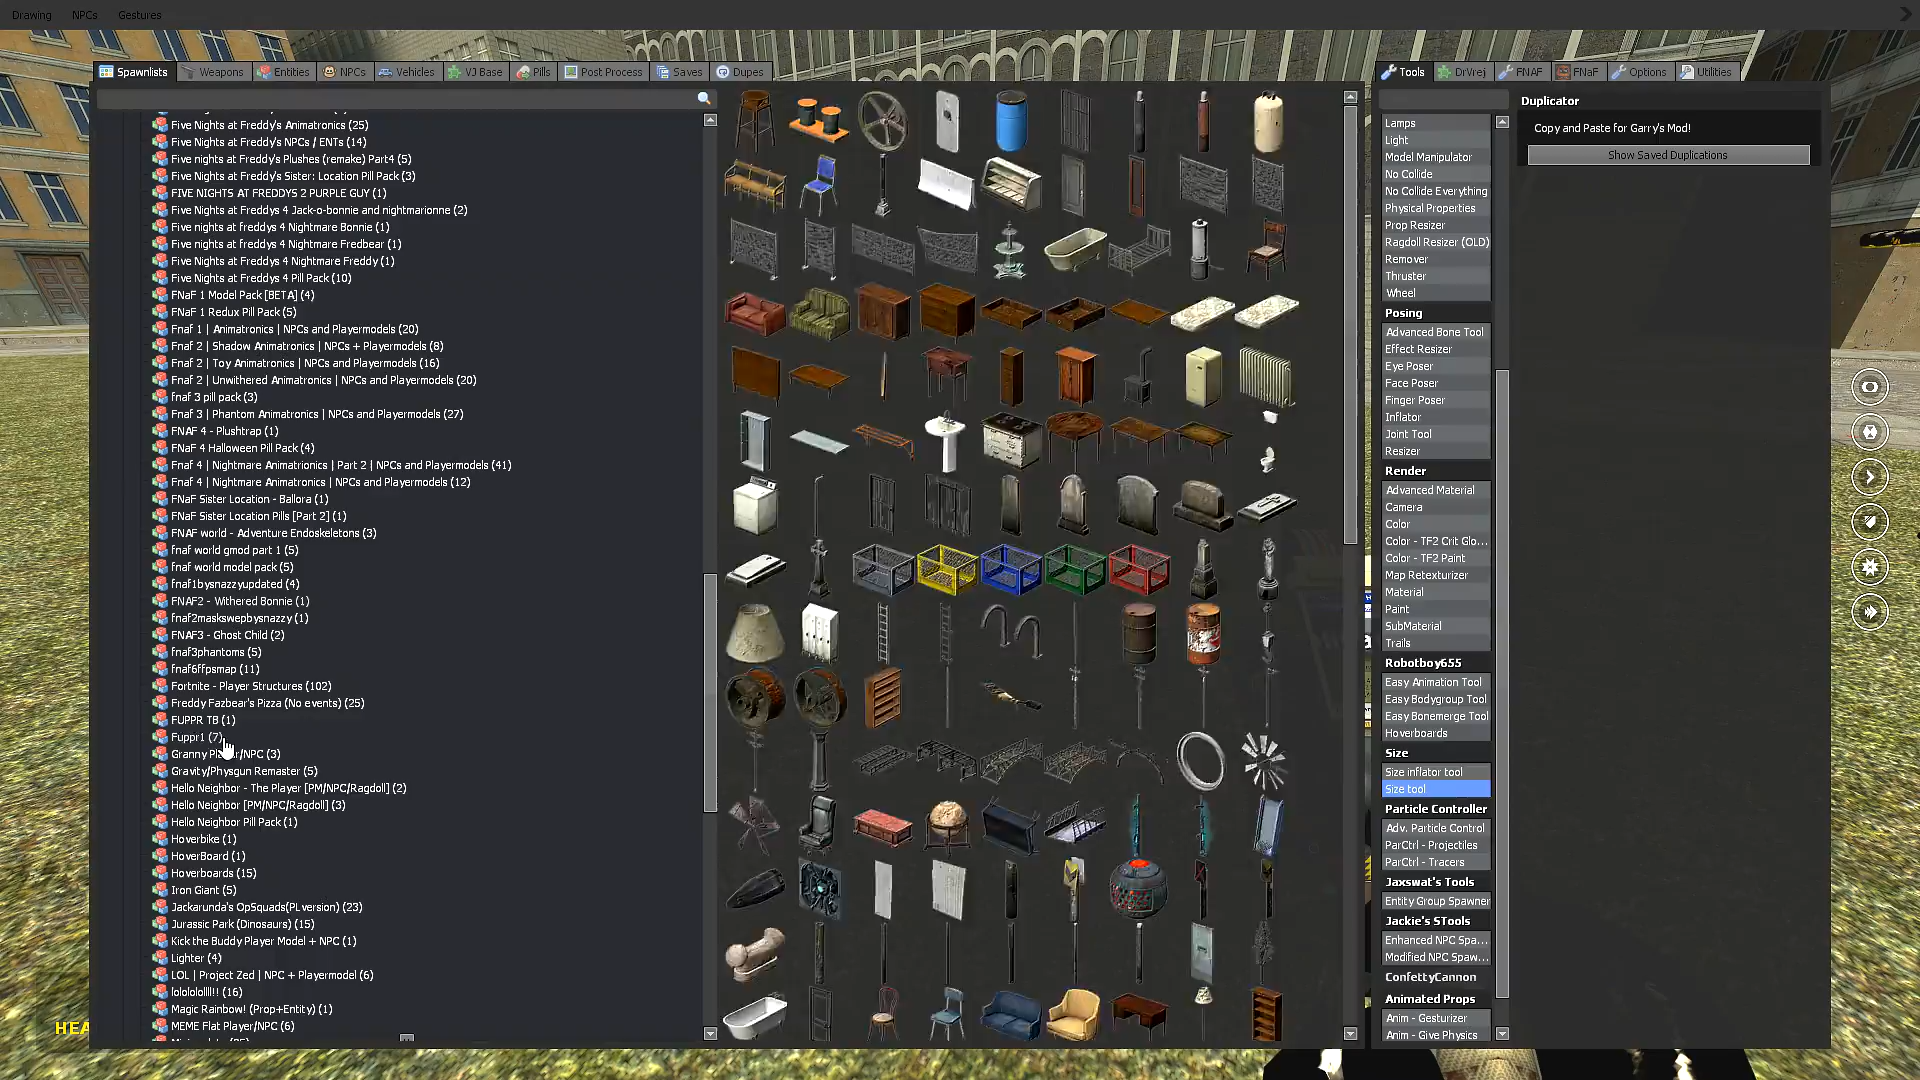 Drawing NPCs Gestures
Spawnlists Weapons Entities NPCs Vehicles VJ Base Pills Post Process Saves Dupes
Five Nights at Freddy's Animatronics (25)
Five Nights at Freddy's NPCs / ENTs (14)
Five nights at Freddy's Plushes (remake) Part4 (5)
Five Nights at Freddy's Sister: Location Pill Pack (3)
FIVE NIGHTS AT FREDDYS 2 PURPLE GUY (1)
Five Nights at Freddys 4 Jack-o-bonnie and nightmarionne (2)
Five nights at freddys 4 Nightmare Bonnie (1)
Five nights at freddys 4 Nightmare Fredbear (1)
Five nights at freddys 4 Nightmare Freddy (1)
Five Nights at Freddys 4 Pill Pack (10)
FNaF 1 Model Pack [BETA] (4)
FNaF 1 Redux Pill Pack (5)
Fnaf 1 | Animatronics | NPCs and Playermodels (20)
Fnaf 2 | Shadow Animatronics | NPCs + Playermodels (8)
Fnaf 2 | Toy Animatronics | NPCs and Playermodels (16)
Fnaf 2 | Unwithered Animatronics | NPCs and Playermodels (20)
fnaf 3 pill pack (3)
Fnaf 3 | Phantom Animatronics | NPCs and Playermodels (27)
FNAF 4 - Plushtrap (1)
FNaF 4 Halloween Pill Pack (4)
Fnaf 4 | Nightmare Animatrionics | Part 2 | NPCs and Playermodels (41)
Fnaf 4 | Nightmare Animatronics | NPCs and Playermodels (12)
FNaF Sister Location - Ballora (1)
FNaF Sister Location Pills [Part 2] (1)
FNAF world - Adventure Endoskeletons (3)
fnaf world gmod part 1 (5)
fnaf world model pack (5)
fnaf1bysnazzyupdated (4)
FNAF2 - Withered Bonnie (1)
fnaf2maskswepbysnazzy (1)
FNAF3 - Ghost Child (2)
fnaf3phantoms (5)
fnaf6ffpsmap (11)
Fortnite - Player Structures (102)
Freddy Fazbear's Pizza (No events) (25)
FUPPR TB (1)
Fuppr1 (7)
Granny /NPC (3)
Gravity/Physgun Remaster (5)
Hello Neighbor - The Player [PM/NPC/Ragdoll] (2)
Hello Neighbor [PM/NPC/Ragdoll] (3)
Hello Neighbor Pill Pack (1)
Hoverbike (1)
HoverBoard (1)
Hoverboards (15)
Iron Giant (5)
Jackarunda's OpSquads(PL version) (23)
Jurassic Park (Dinosaurs) (15)
Kick the Buddy Player Model + NPC (1)
Lighter (4)
LOL | Project Zed | NPC + Playermodel (6)
lolololollll!! (16)
Magic Rainbow! (Prop+Entity) (1)
MEME Flat Player/NPC (6)
HEA
Tools DrVrej FNAF FNaF Options Utilities
Lamps
Light
Model Manipulator
No Collide
No Collide Everything
Physical Properties
Prop Resizer
Ragdoll Resizer (OLD)
Remover
Thruster
Wheel
Posing
Advanced Bone Tool
Effect Resizer
Eye Poser
Face Poser
Finger Poser
Inflator
Joint Tool
Resizer
Render
Advanced Material
Camera
Color
Color - TF2 Crit Glo...
Color - TF2 Paint
Map Retexturizer
Material
Paint
SubMaterial
Trails
Robotboy655
Easy Animation Tool
Easy Bodygroup Tool
Easy Bonemerge Tool
Hoverboards
Size
Size inflator tool
Size tool
Particle Controller
Adv. Particle Control
ParCtrl - Projectiles
ParCtrl - Tracers
Jaxswat's Tools
Entity Group Spawner
Jackie's STools
Enhanced NPC Spa...
Modified NPC Spaw...
ConfettyCannon
Animated Props
Anim - Gesturizer
Anim - Give Physics
Duplicator
Copy and Paste for Garry's Mod!
Show Saved Duplications